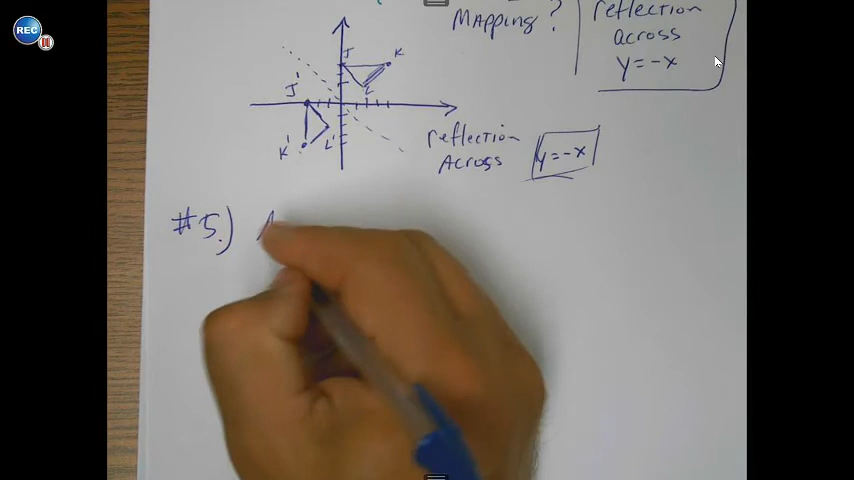 REC
MAPPING?
reflection
across
y=-x
J
K
L
J'
K'
L'
reflection
ACROSS
y=-x
#5.)